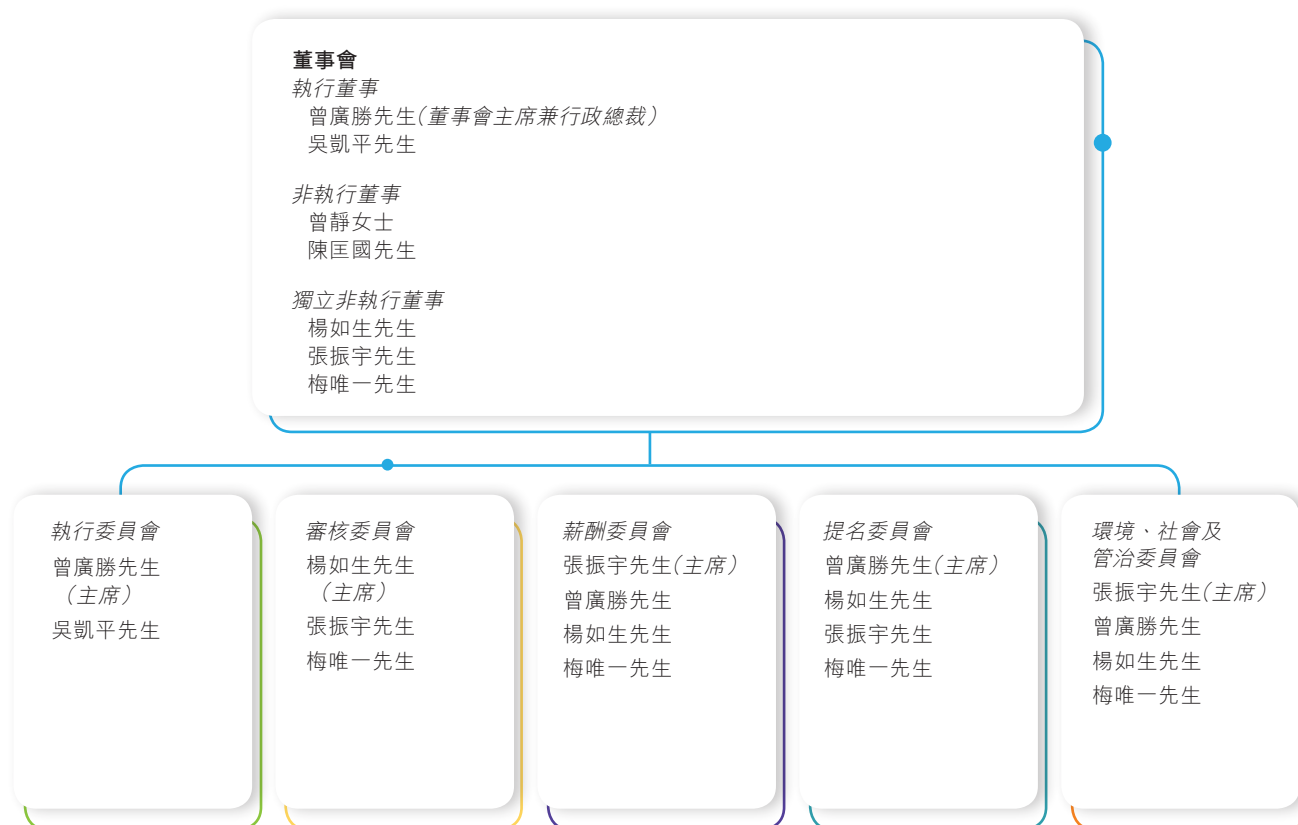 董事會
執行董事
曾廣勝先生(董事會主席兼行政總裁)
吳凱平先生
非執行董事
曾靜女士
陳匡國先生
獨立非執行董事
楊如生先生
張振宇先生
梅唯一先生
執行委員會
曾廣勝先生
(主席)
吳凱平先生
審核委員會
楊如生先生
(主席)
張振宇先生
梅唯一先生
薪酬委員會
張振宇先生(主席)
曾廣勝先生
楊如生先生
梅唯一先生
提名委員會
曾廣勝先生(主席)
楊如生先生
張振宇先生
梅唯一先生
環境、社會及
管治委員會
張振宇先生(主席)
曾廣勝先生
楊如生先生
梅唯一先生